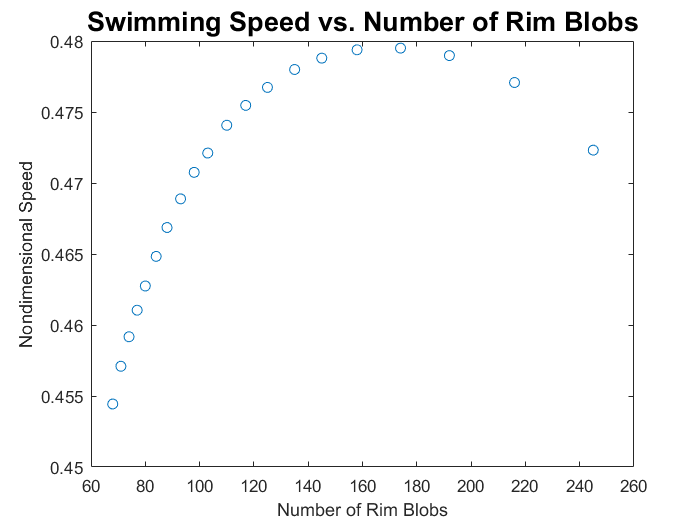 Swimming Speed vs. Number of Rim Blobs
0.48
0.475
0.47
0.465
0.46
0.455
0.45
Nondimensional Speed
60 80 100 120 140 160 180 200 220 240 260
Number of Rim Blobs